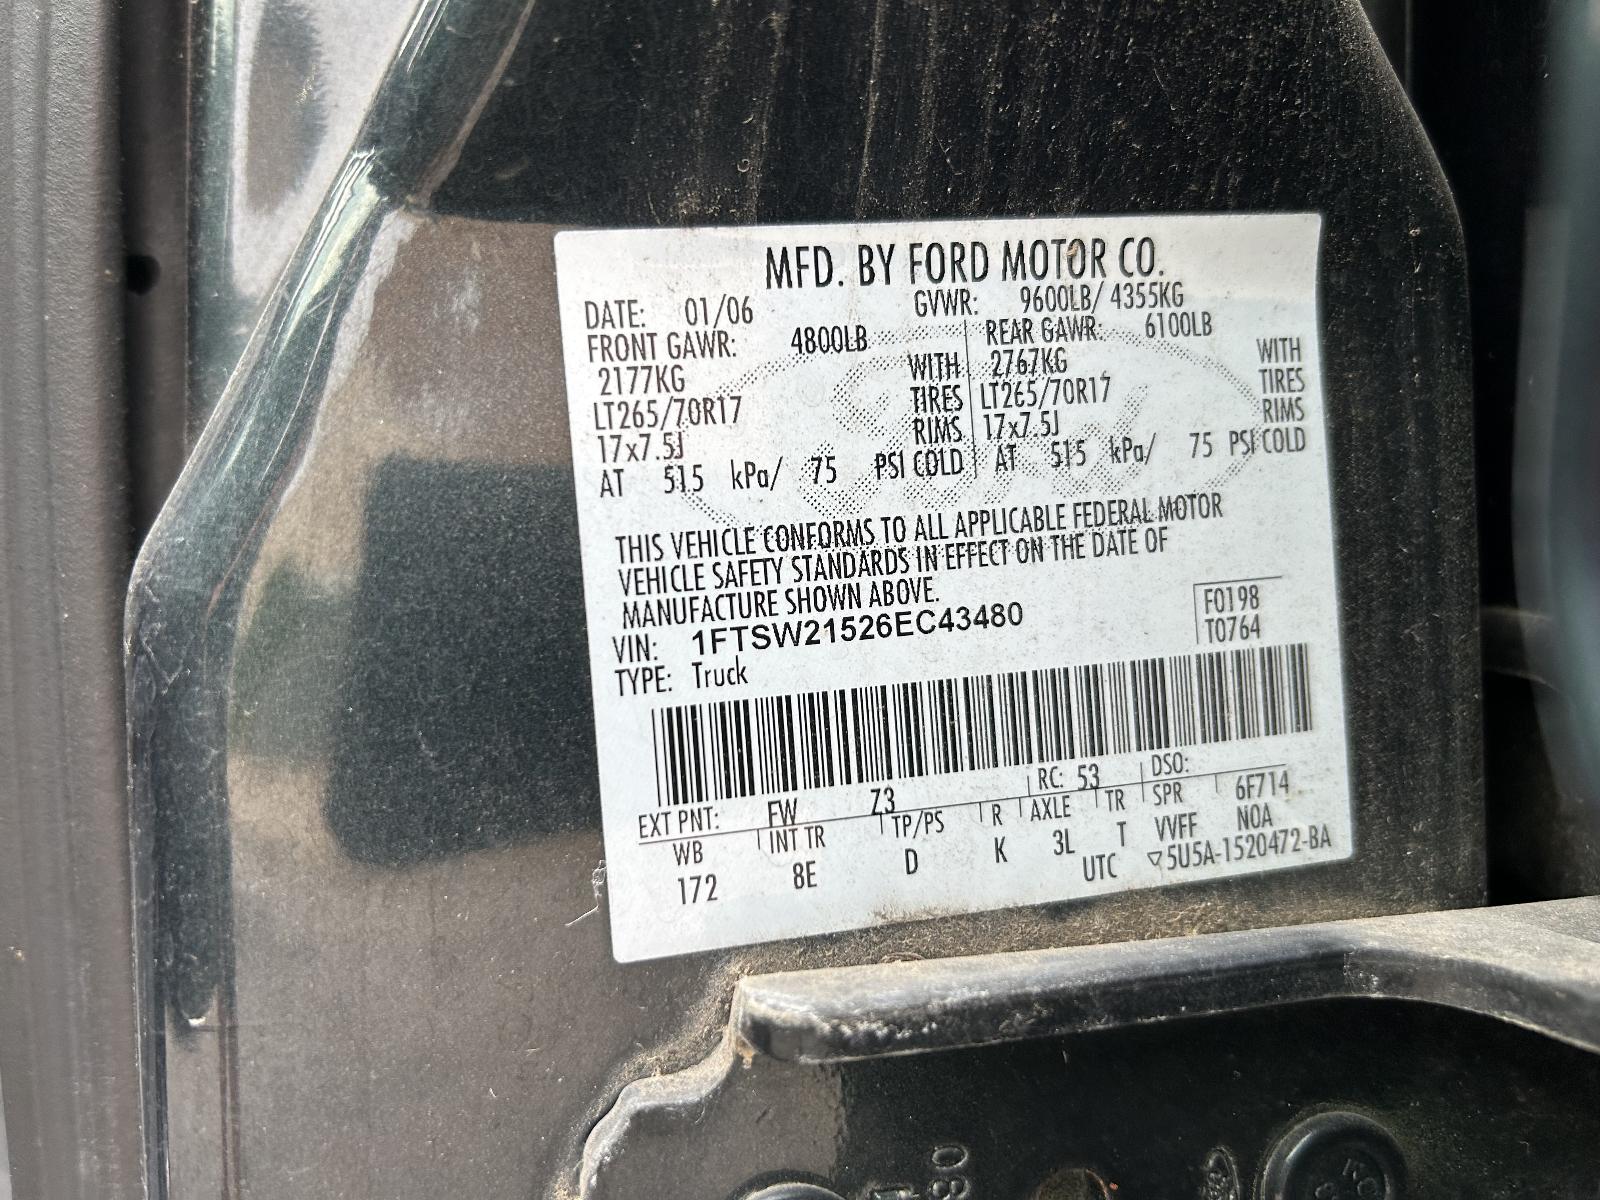 MFD. BY FORD MOTOR CO.
DATE: 01/06 GVWR: 9600LB/ 4355KG
FRONT GAWR: 4800LB REAR GAWR: 6100LB
2177KG WITH 2767KG WITH
LT265/70R17 TIRES LT265/70R17 TIRES
17x7.5J RIMS 17x7.5J RIMS
AT 515 kPa/ 75 PSI COLD AT 515 kPa/ 75 PSI COLD
THIS VEHICLE CONFORMS TO ALL APPLICABLE FEDERAL MOTOR
VEHICLE SAFETY STANDARDS IN EFFECT ON THE DATE OF
MANUFACTURE SHOWN ABOVE.
F0198
VIN: 1FTSW21526EC43480
T0764
TYPE: Truck
EXT PNT: FW Z3 RC: 53 DSO:
WB INT TR TP/PS R AXLE TR SPR 6F714
172 8E D K 3L T VVFF NOA
UTC ▽5U5A-1520472-BA